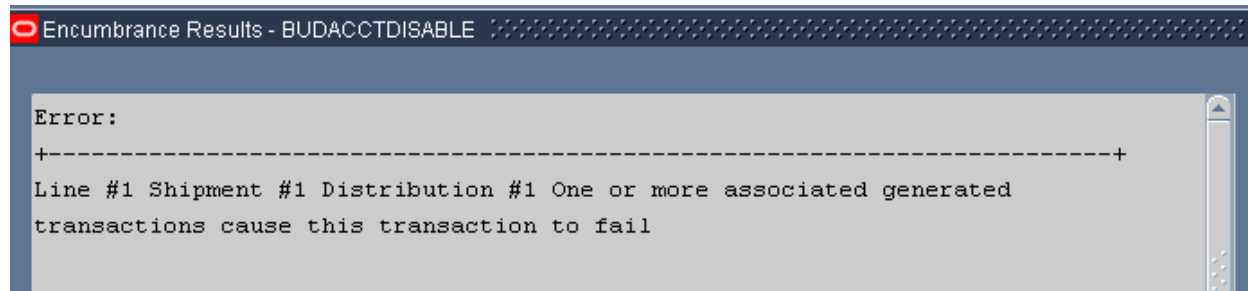 Encumbrance Results - BUDACCTDISABLE
Error:
+--------------------------------------------------------------------------+
Line #1 Shipment #1 Distribution #1 One or more associated generated
transactions cause this transaction to fail